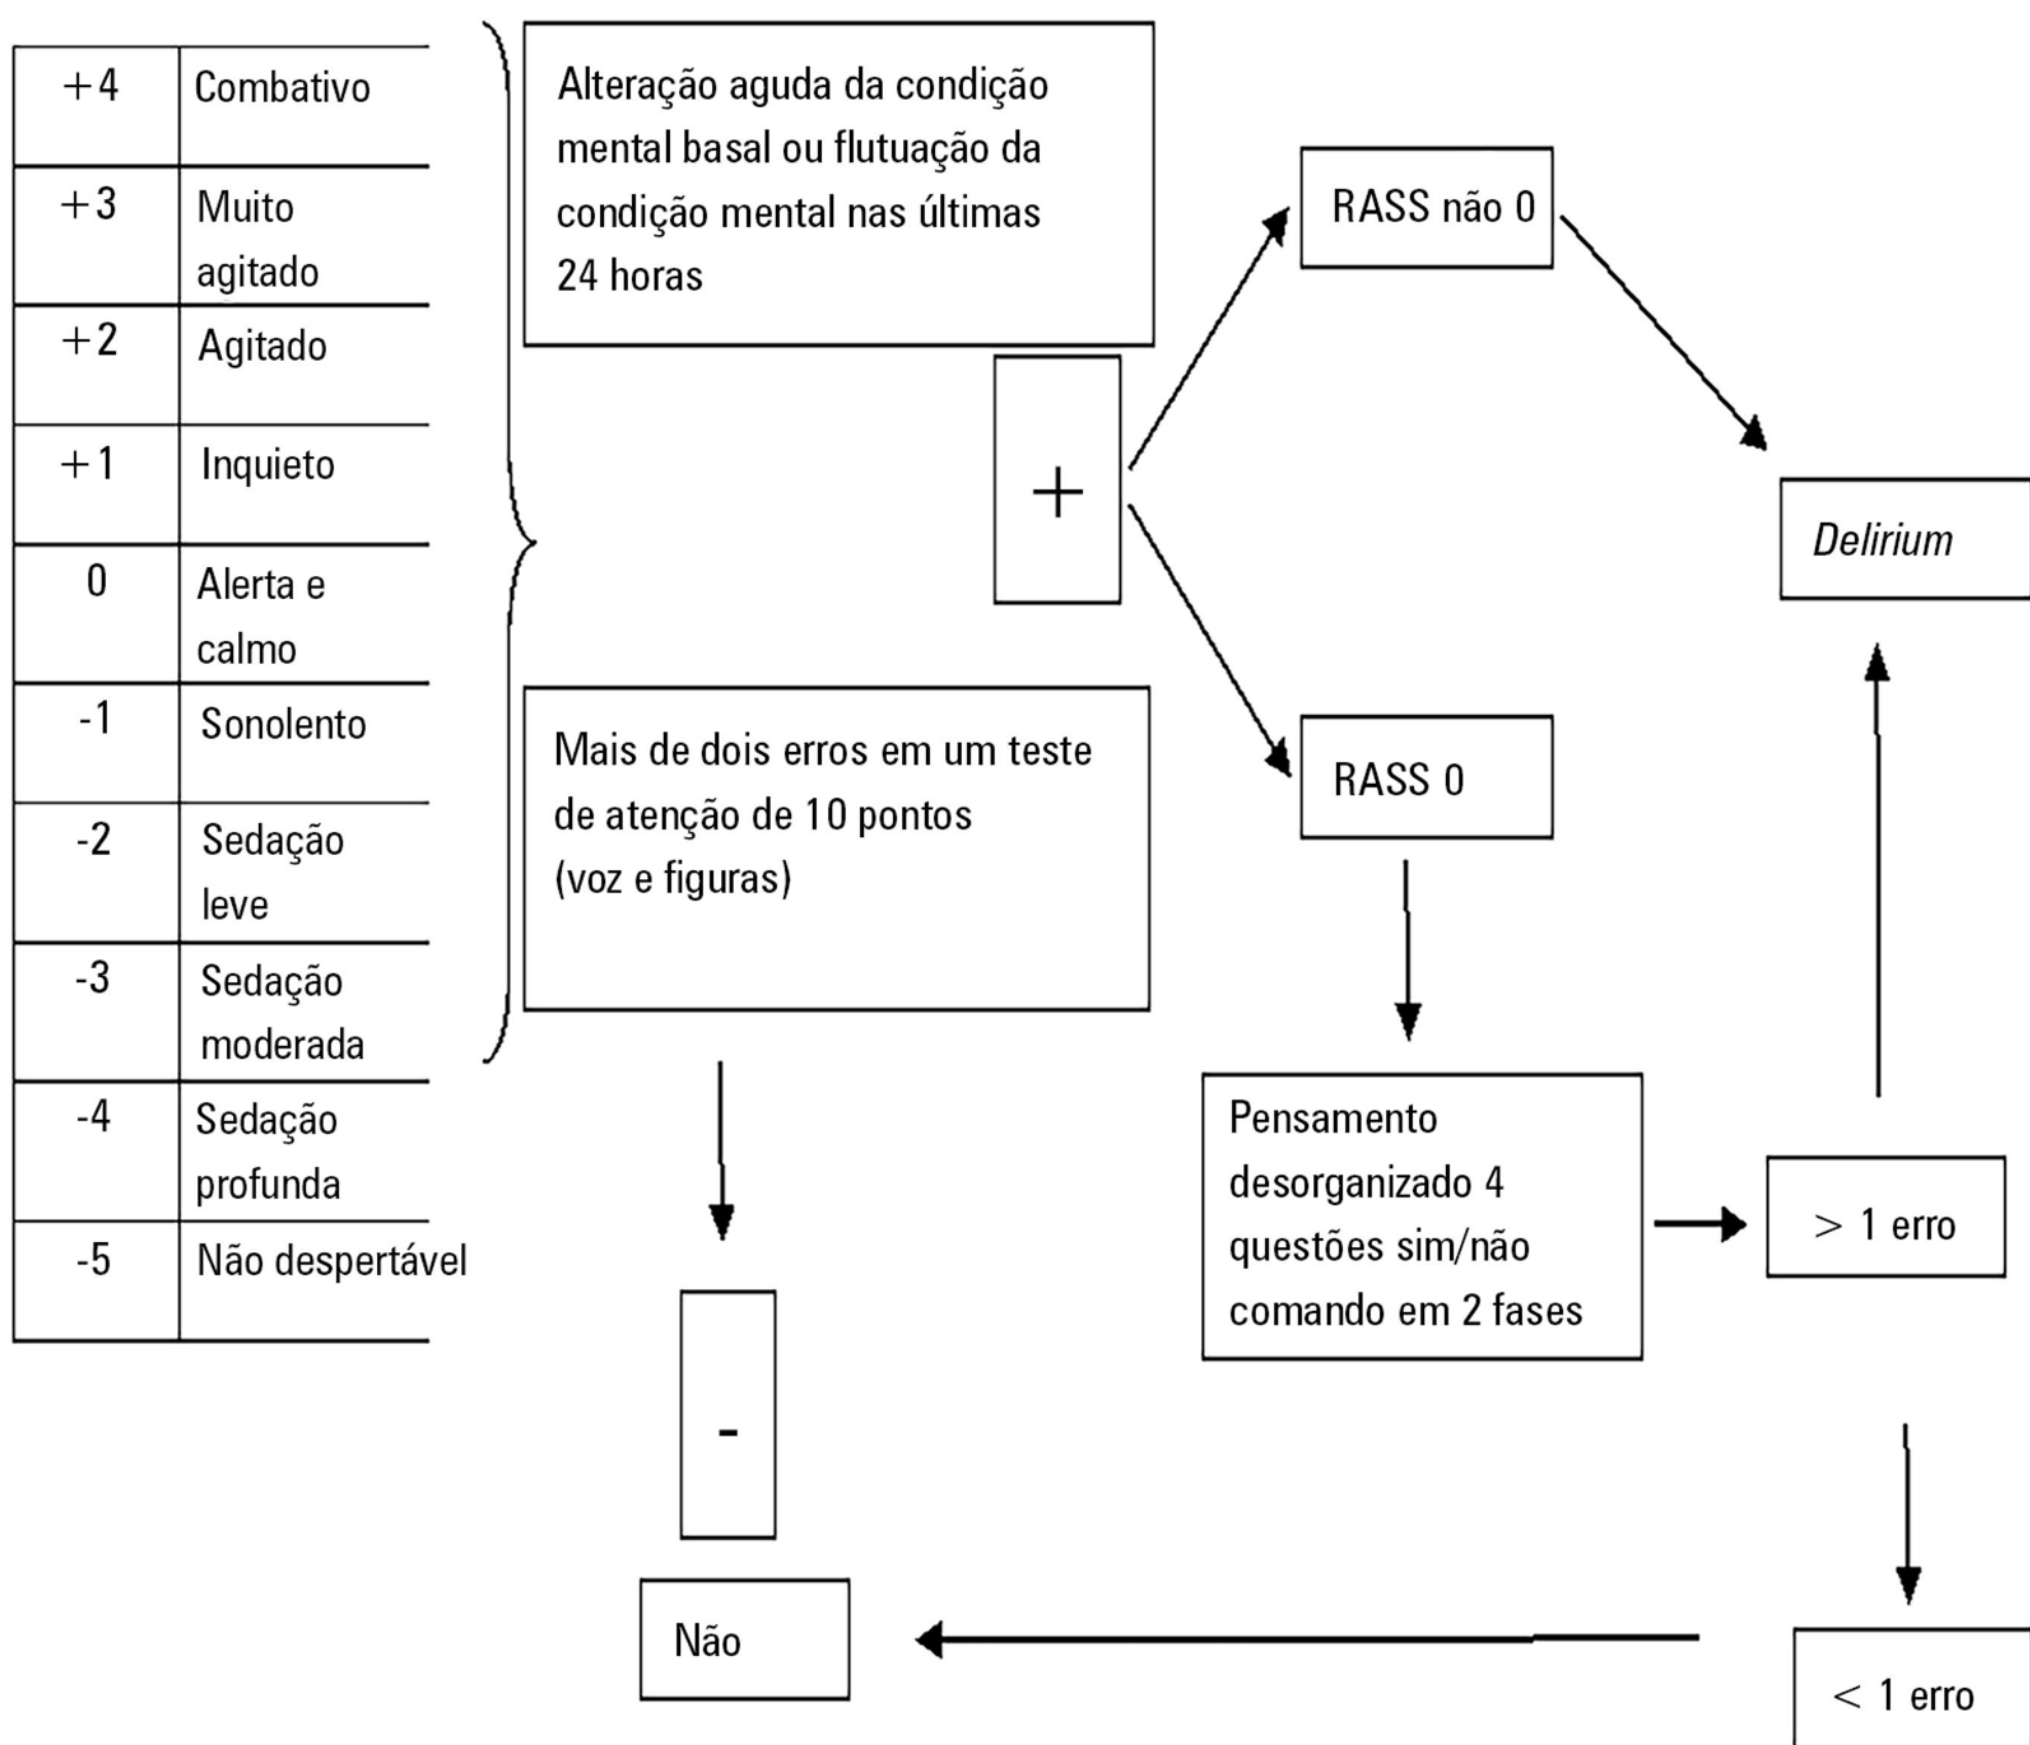 +4 Combativo
+3 Muito
agitado
+2 Agitado
+1 Inquieto
0 Alerta e
calmo
-1 Sonolento
-2 Sedação
leve
-3 Sedação
moderada
-4 Sedação
profunda
-5 Não despertável
Alteração aguda da condição
mental basal ou flutuação da
condição mental nas últimas
24 horas
+
Mais de dois erros em um teste
de atenção de 10 pontos
(voz e figuras)
-
Não
RASS não 0
Delirium
RASS 0
Pensamento
desorganizado 4
questões sim/não
comando em 2 fases
> 1 erro
< 1 erro